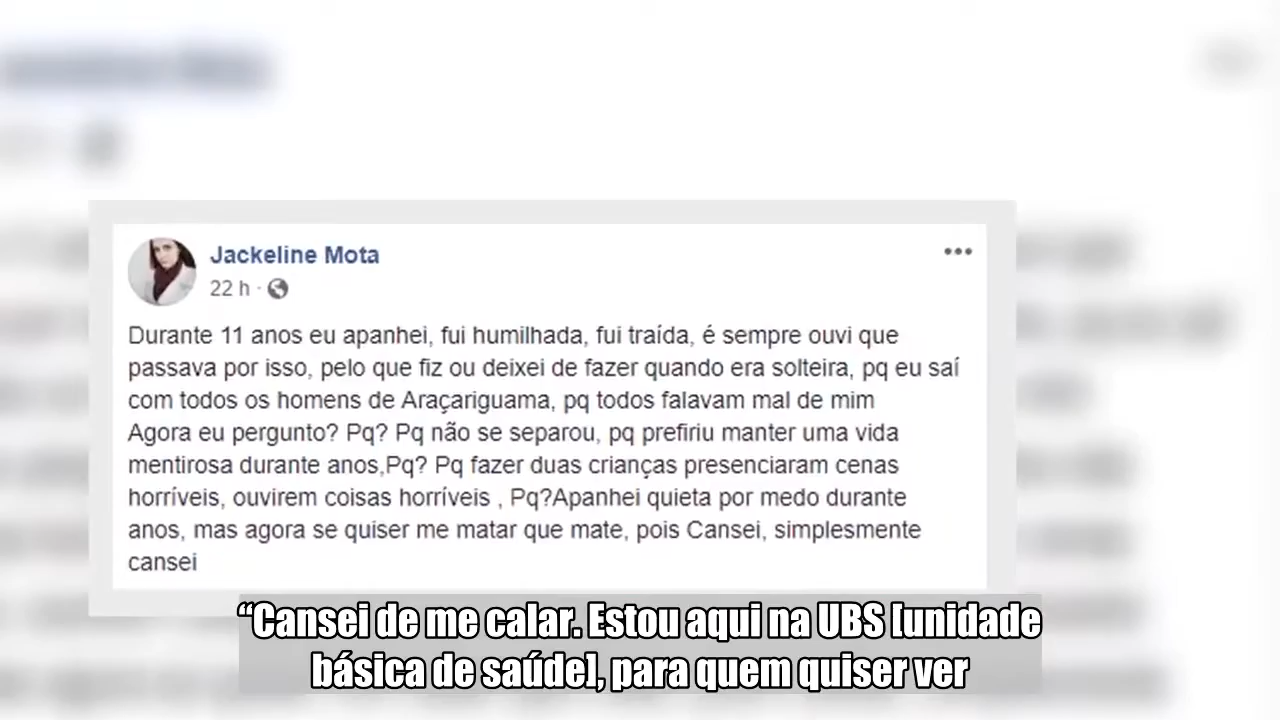 Jackeline Mota
22 h ·
Durante 11 anos eu apanhei, fui humilhada, fui traída, é sempre ouvi que
passava por isso, pelo que fiz ou deixei de fazer quando era solteira, pq eu saí
com todos os homens de Araçariguama, pq todos falavam mal de mim
Agora eu pergunto? Pq? Pq não se separou, pq prefiriu manter uma vida
mentirosa durante anos,Pq? Pq fazer duas crianças presenciaram cenas
horríveis, ouvirem coisas horríveis , Pq?Apanhei quieta por medo durante
anos, mas agora se quiser me matar que mate, pois Cansei, simplesmente
cansei
“Cansei de me calar. Estou aqui na UBS [unidade
básica de saúde], para quem quiser ver